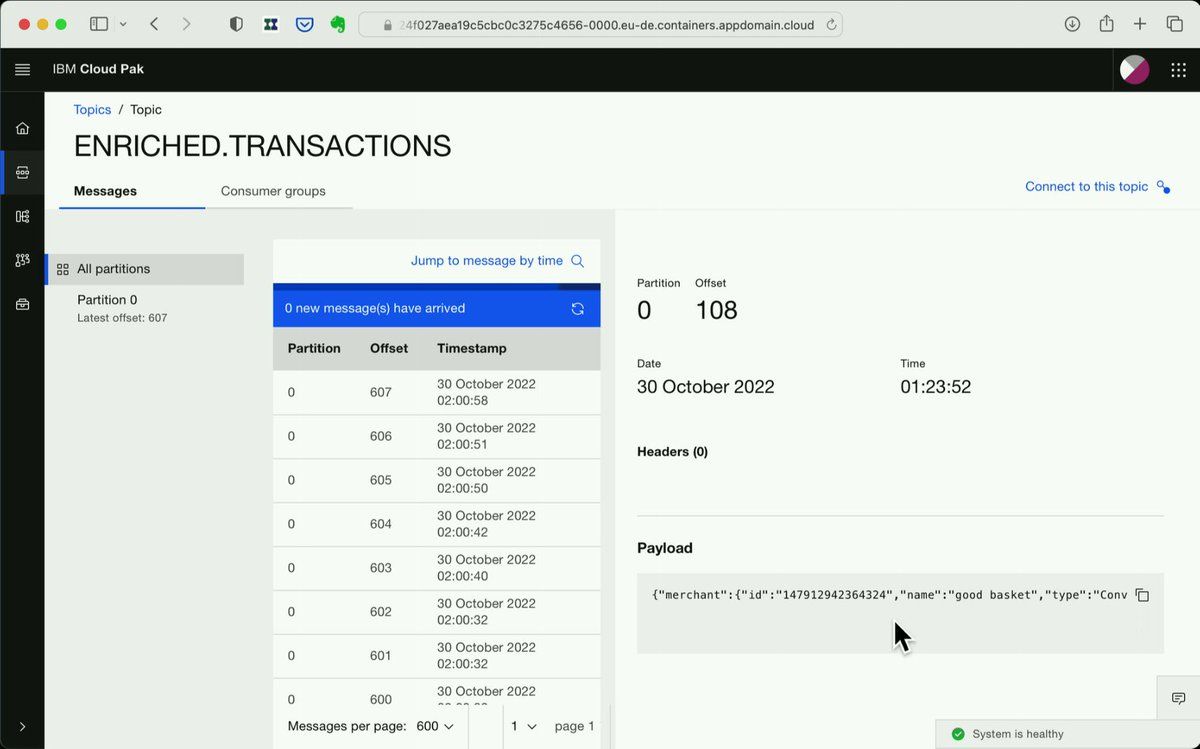 24f027aea19c5cbc0c3275c4656-0000.eu-de.containers.appdomain.cloud
IBM Cloud Pak
Topics / Topic
ENRICHED.TRANSACTIONS
Messages Consumer groups
Connect to this topic
All partitions
Partition 0
Latest offset: 607
Jump to message by time
0 new message(s) have arrived
Partition Offset Timestamp
0 607 30 October 2022
02:00:58
0 606 30 October 2022
02:00:51
0 605 30 October 2022
02:00:50
0 604 30 October 2022
02:00:42
0 603 30 October 2022
02:00:40
0 602 30 October 2022
02:00:32
0 601 30 October 2022
02:00:32
0 600 30 October 2022
Messages per page: 600 1 page 1
Partition Offset
0 108
Date Time
30 October 2022 01:23:52
Headers (0)
Payload
{"merchant":{"id":"147912942364324","name":"good basket","type":"Conv
System is healthy